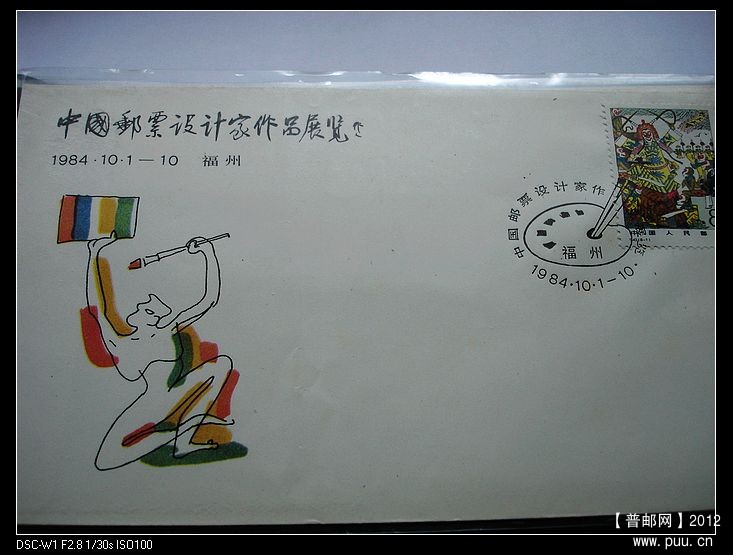 中國郵票设计家作品展览
1984·10·1—10 福州
中国邮票设计家作
福州
1984·10·1—10·
DSC-W1 F2.8 1/30s ISO100
【普邮网】2012
www.puu.cn